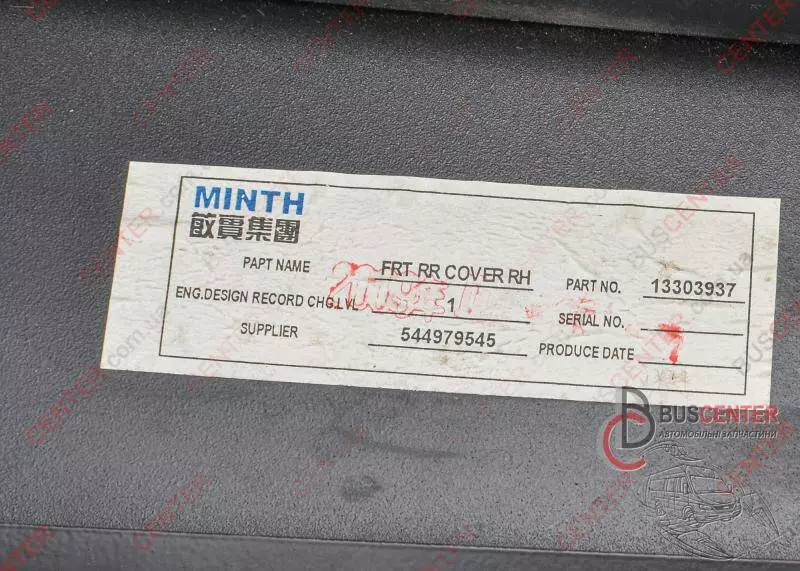 MINTH
敏實集團
PAPT NAME FRT RR COVER RH PART NO. 13303937
ENG.DESIGN RECORD CHG.LVL 1 SERIAL NO.
SUPPLIER 544979545 PRODUCE DATE 7
BUSCENTER
АВТОМОБІЛЬНІ ЗАПЧАСТИНИ